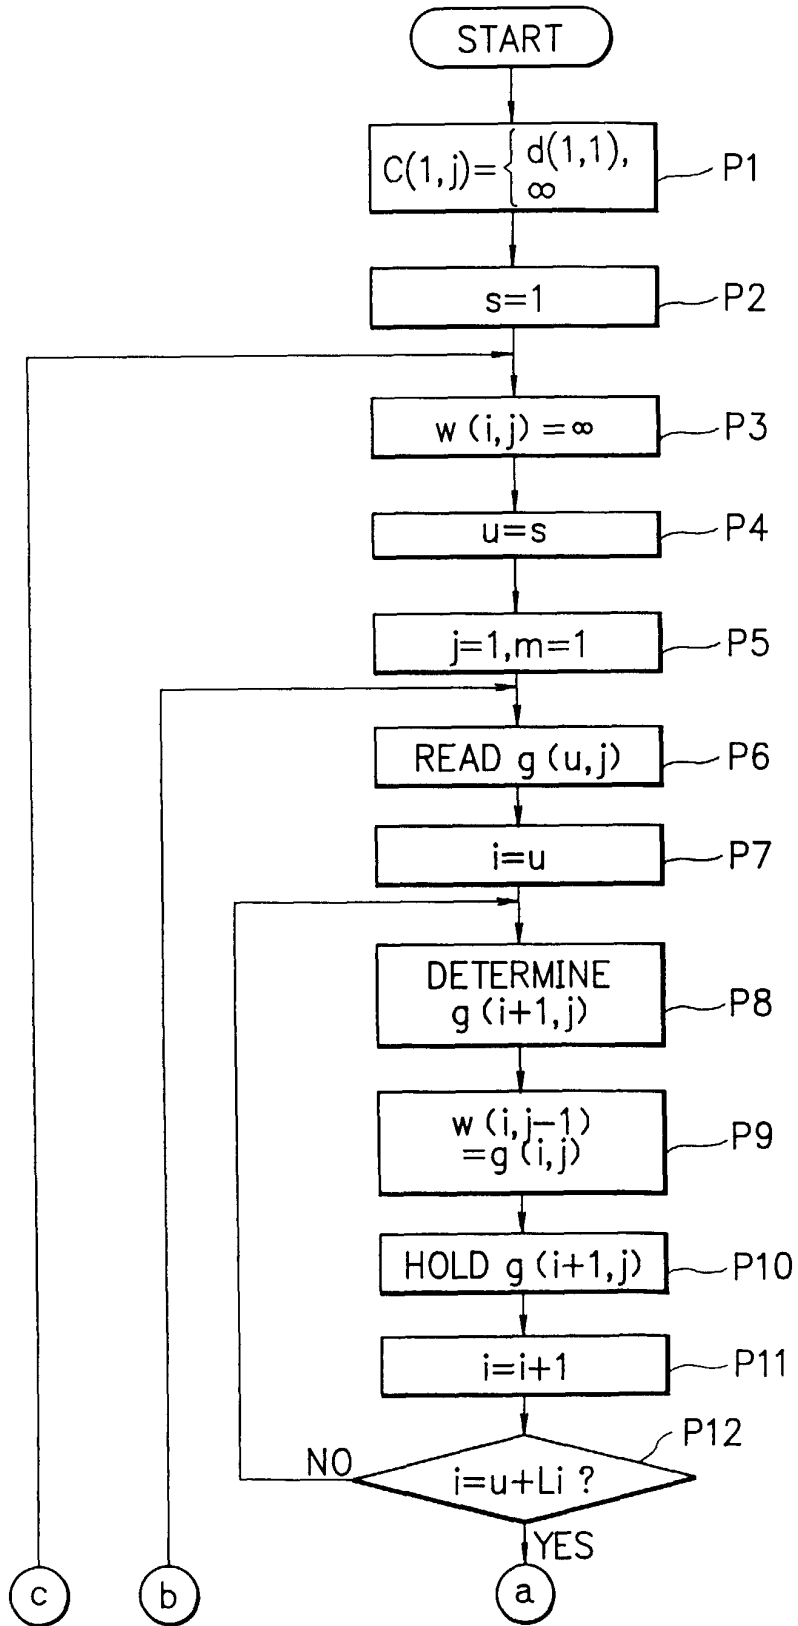 START
C(1,j)={ d(1,1),
∞
P1
s=1
P2
w(i,j)=∞
P3
u=s
P4
j=1,m=1
P5
READ g(u,j)
P6
i=u
P7
DETERMINE
g(i+1,j)
P8
w(i,j-1)
=g(i,j)
P9
HOLD g(i+1,j)
P10
i=i+1
P11
P12
NO
i=u+Li ?
YES
c
b
a